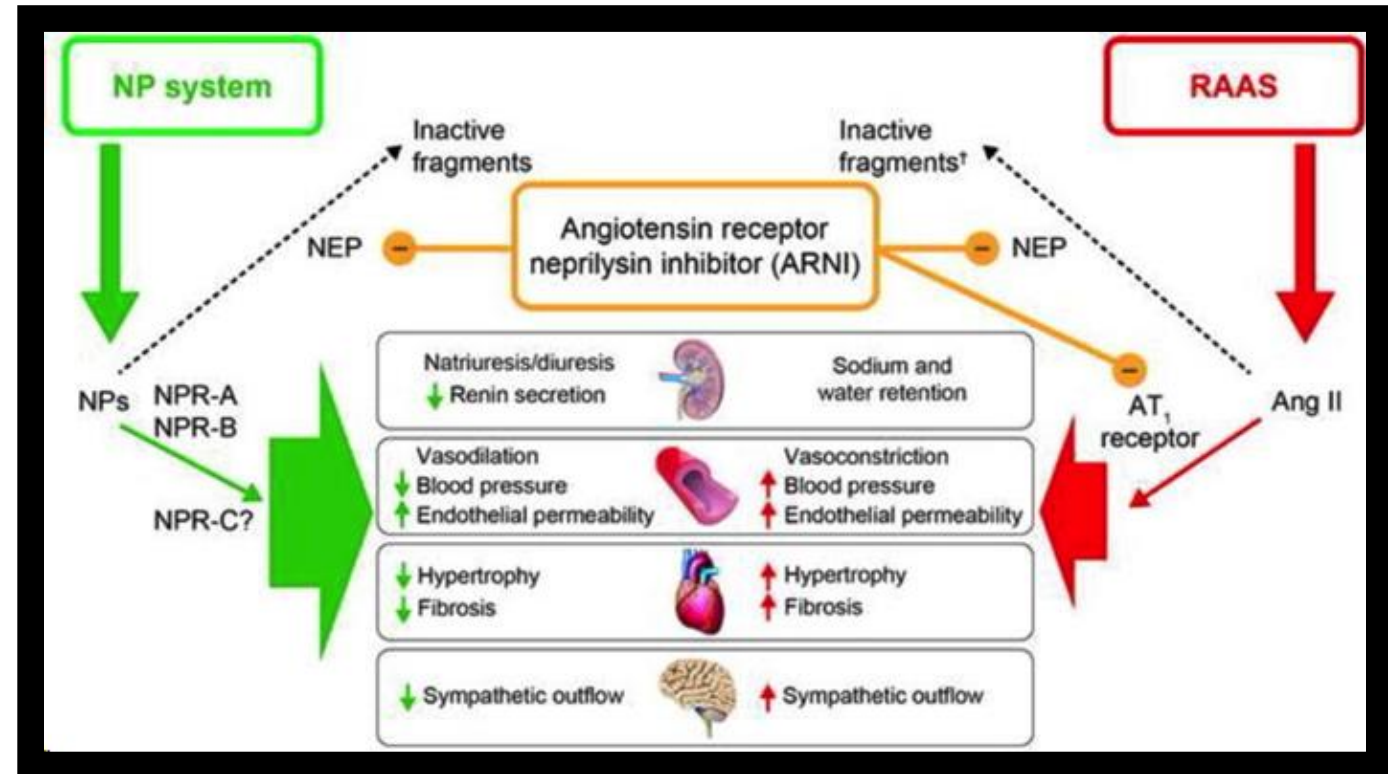 NP system
RAAS
Inactive
fragments
Inactive
fragments†
Angiotensin receptor
neprilysin inhibitor (ARNI)
NEP
−
−
NEP
−
NPs
NPR-A
NPR-B
NPR-C?
AT₁
receptor
Ang II
Natriuresis/diuresis
↓ Renin secretion
Sodium and
water retention
Vasodilation
↓ Blood pressure
↑ Endothelial permeability
Vasoconstriction
↑ Blood pressure
↑ Endothelial permeability
↓ Hypertrophy
↓ Fibrosis
↑ Hypertrophy
↑ Fibrosis
↓ Sympathetic outflow
↑ Sympathetic outflow